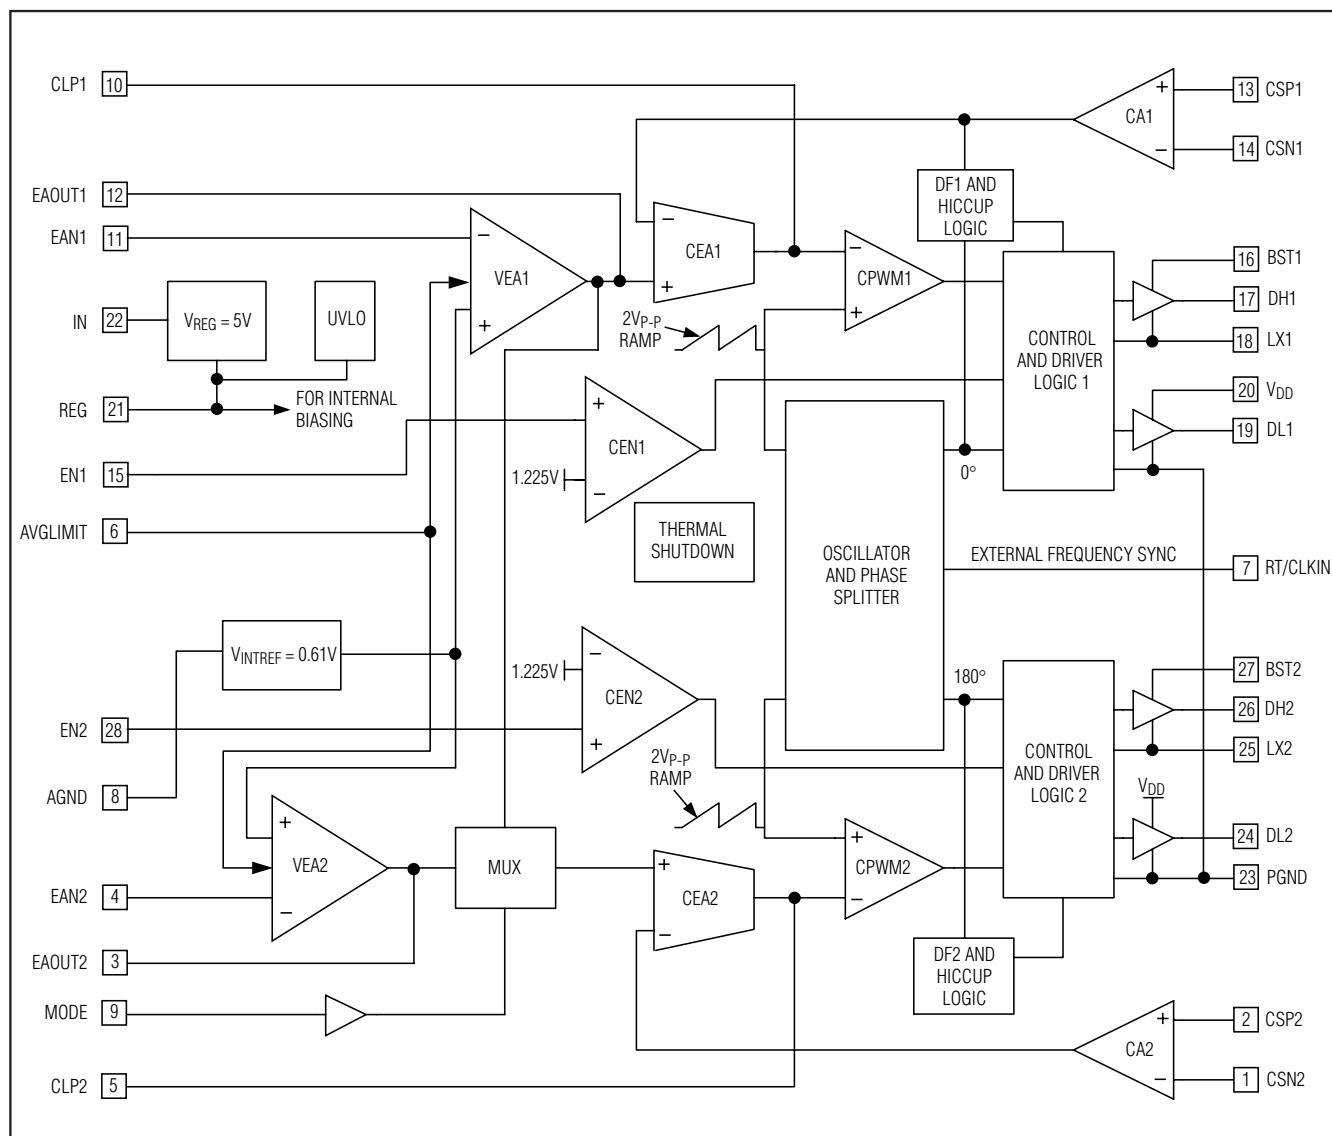 CLP1 10
13 CSP1
+
CA1
−
14 CSN1
EAOUT1 12
DF1 AND
HICCUP
LOGIC
EAN1 11
−
−
CEA1
−
VEA1
CPWM1
16 BST1
+
+
17 DH1
IN 22
VREG = 5V
UVLO
+
2VP-P
RAMP
CONTROL
AND DRIVER
LOGIC 1
18 LX1
20 VDD
REG 21
FOR INTERNAL
BIASING
+
CEN1
19 DL1
EN1 15
1.225V
−
0°
AVGLIMIT 6
THERMAL
SHUTDOWN
OSCILLATOR
AND PHASE
SPLITTER
EXTERNAL FREQUENCY SYNC
7 RT/CLKIN
VINTREF = 0.61V
1.225V
−
CEN2
+
180°
27 BST2
26 DH2
EN2 28
25 LX2
2VP-P
RAMP
CONTROL
AND DRIVER
LOGIC 2
VDD
AGND 8
+
VEA2
−
MUX
+
CEA2
−
+
CPWM2
−
24 DL2
23 PGND
EAN2 4
EAOUT2 3
DF2 AND
HICCUP
LOGIC
MODE 9
2 CSP2
+
CA2
−
CLP2 5
1 CSN2